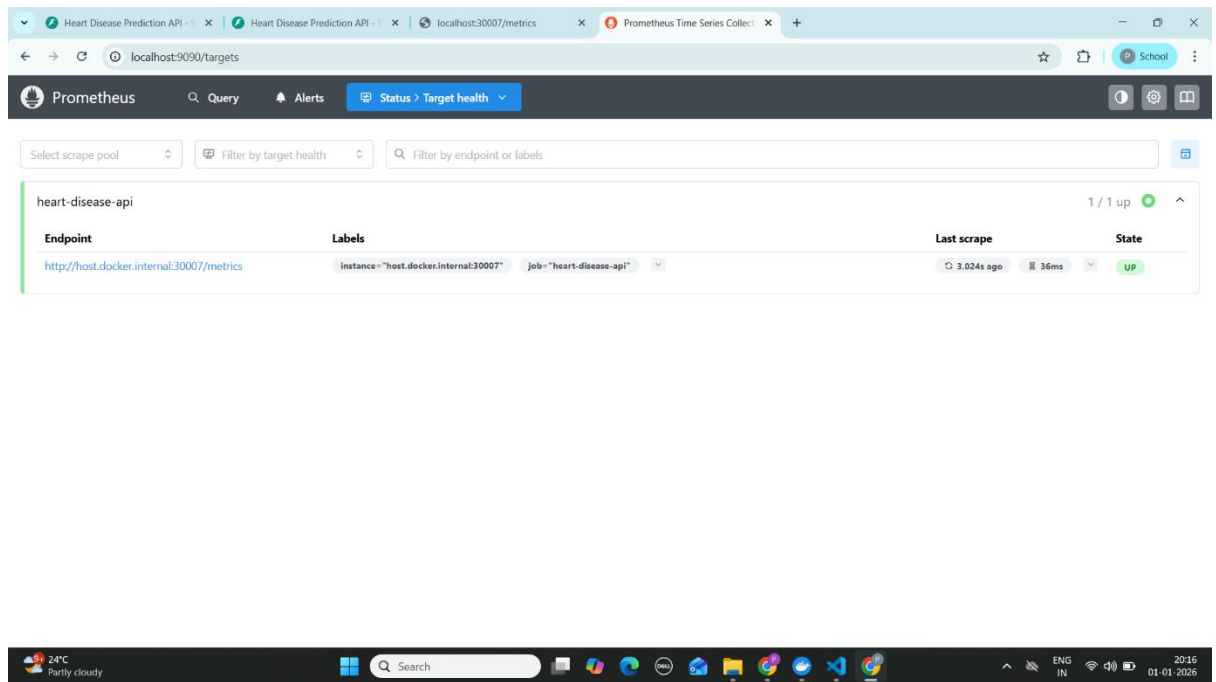 Heart Disease Prediction API - S
Heart Disease Prediction API - S
localhost:30007/metrics
Prometheus Time Series Collect
localhost:9090/targets
P School
Prometheus
Query
Alerts
Status > Target health
Select scrape pool
Filter by target health
Filter by endpoint or labels
heart-disease-api
1 / 1 up
Endpoint Labels Last scrape State
http://host.docker.internal:30007/metrics instance="host.docker.internal:30007" job="heart-disease-api" 3.024s ago 36ms UP
9+
24°C
Partly cloudy
Search
DELL
ENG
IN
20:16
01-01-2026